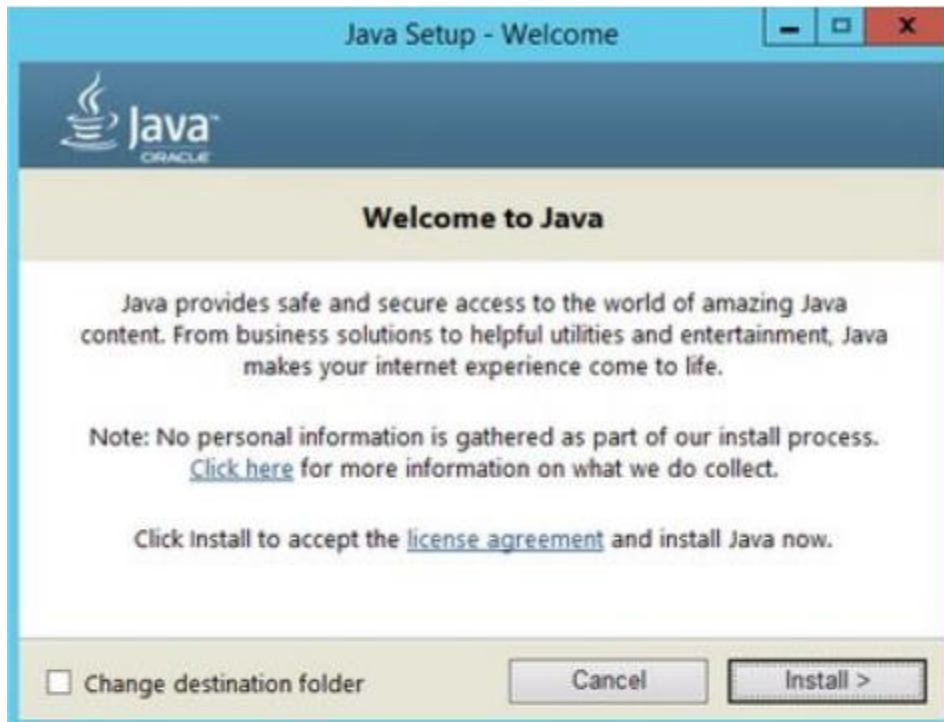 Java Setup - Welcome
Java™
ORACLE
Welcome to Java
Java provides safe and secure access to the world of amazing Java
content. From business solutions to helpful utilities and entertainment, Java
makes your internet experience come to life.
Note: No personal information is gathered as part of our install process.
Click here for more information on what we do collect.
Click Install to accept the license agreement and install Java now.
Change destination folder
Cancel
Install >